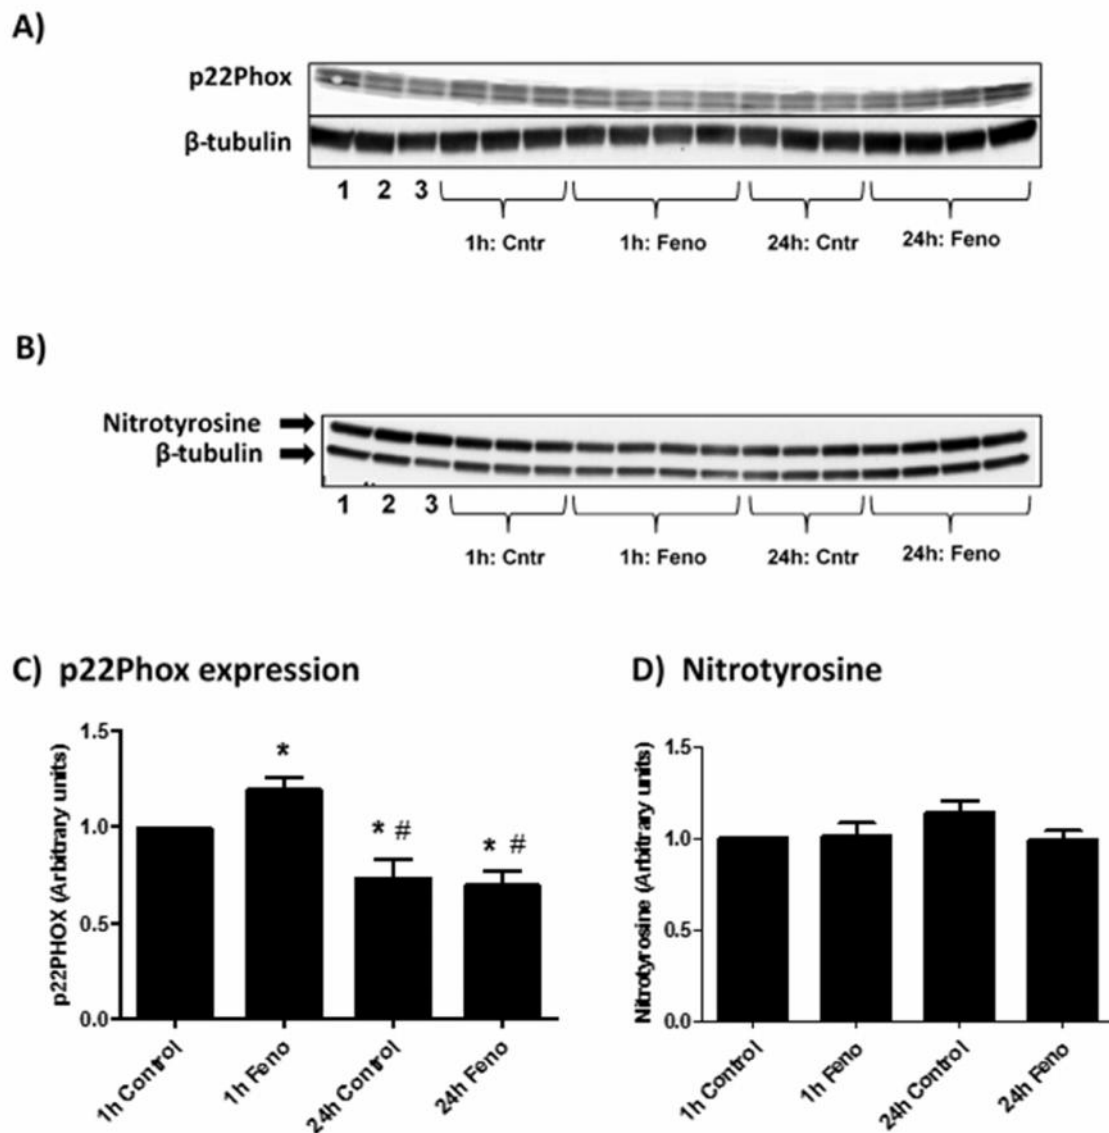 A)
p22Phox
β-tubulin
1 2 3
1h: Cntr 1h: Feno 24h: Cntr 24h: Feno
B)
Nitrotyrosine
β-tubulin
1 2 3
1h: Cntr 1h: Feno 24h: Cntr 24h: Feno
C) p22Phox expression
p22PHOX (Arbitrary units)
1.5
1.0
0.5
0.0
*
* #
* #
1h Control
1h Feno
24h Control
24h Feno
D) Nitrotyrosine
Nitrotyrosine (Arbitrary units)
1.5
1.0
0.5
0.0
1h Control
1h Feno
24h Control
24h Feno